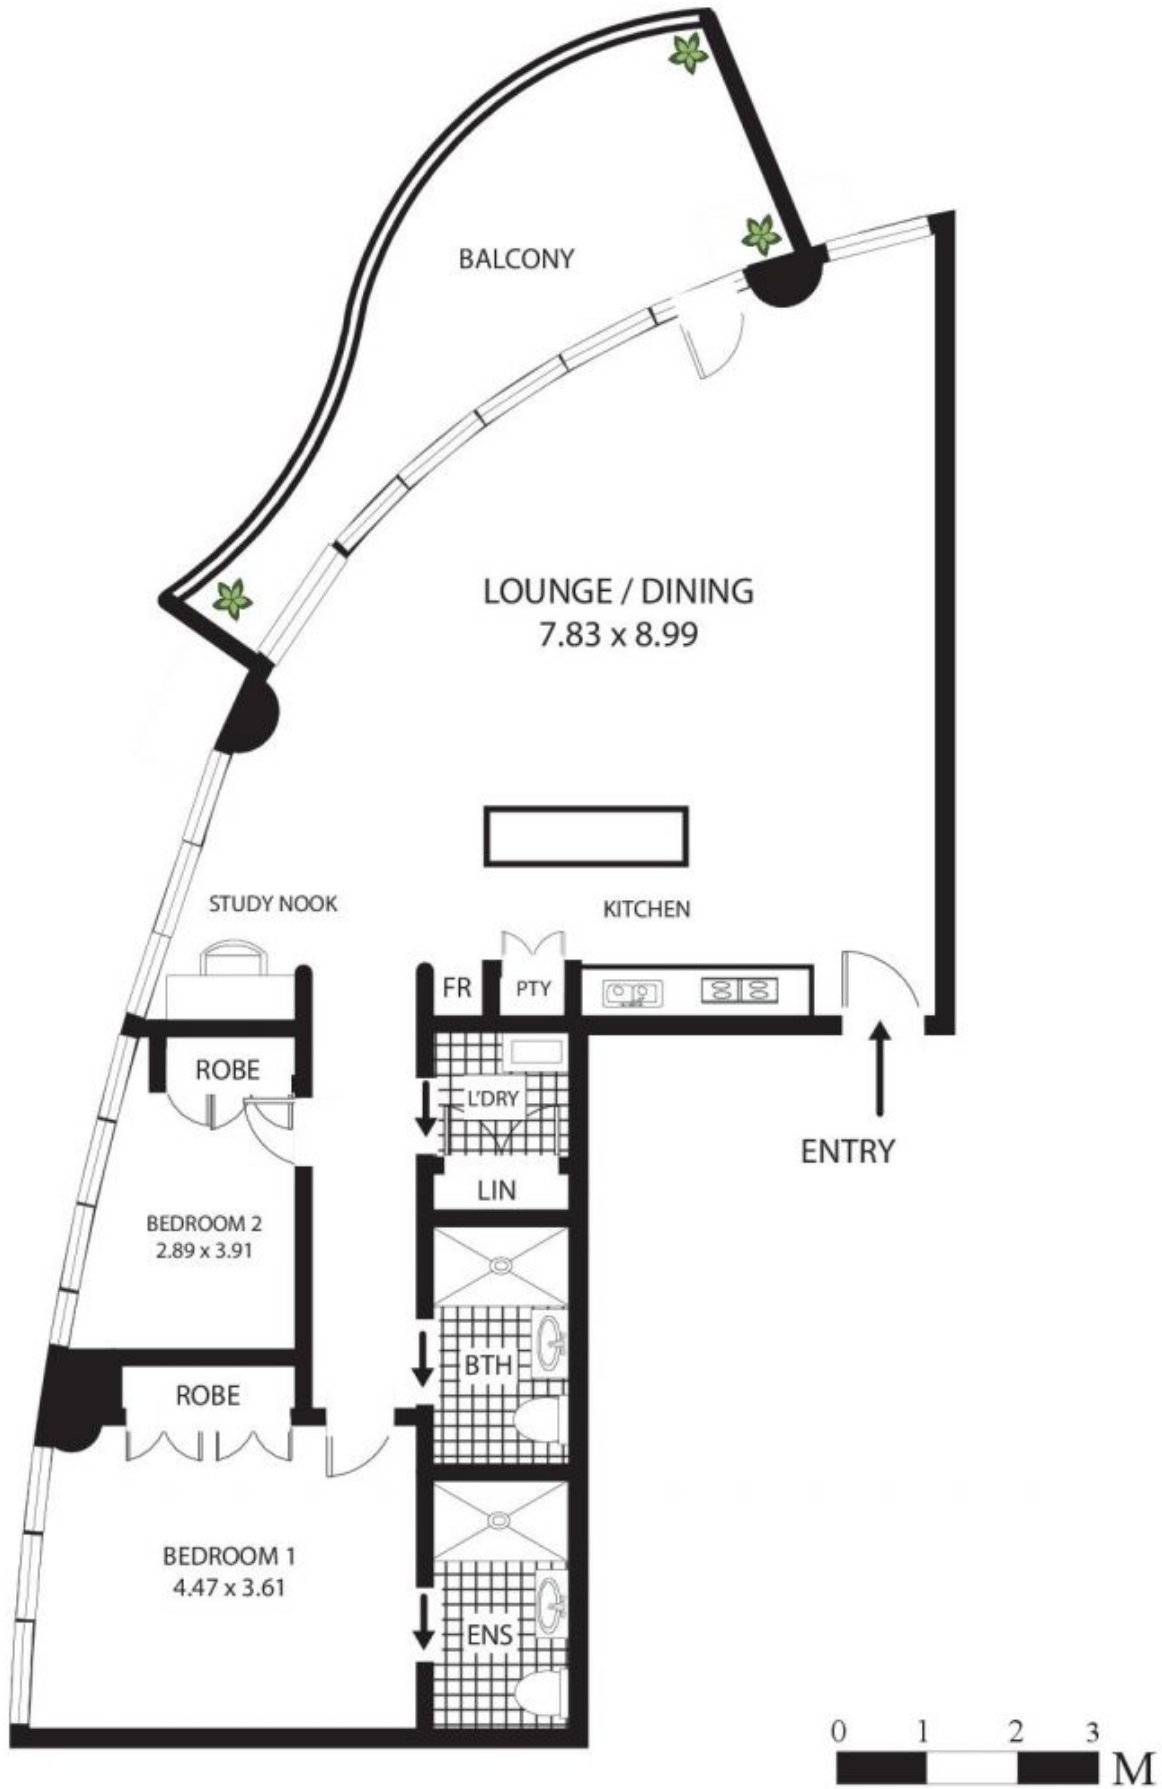 BALCONY
LOUNGE / DINING
7.83 x 8.99
STUDY NOOK
KITCHEN
FR
PTY
ROBE
L'DRY
ENTRY
LIN
BEDROOM 2
2.89 x 3.91
BTH
ROBE
BEDROOM 1
4.47 x 3.61
ENS
0 1 2 3
M